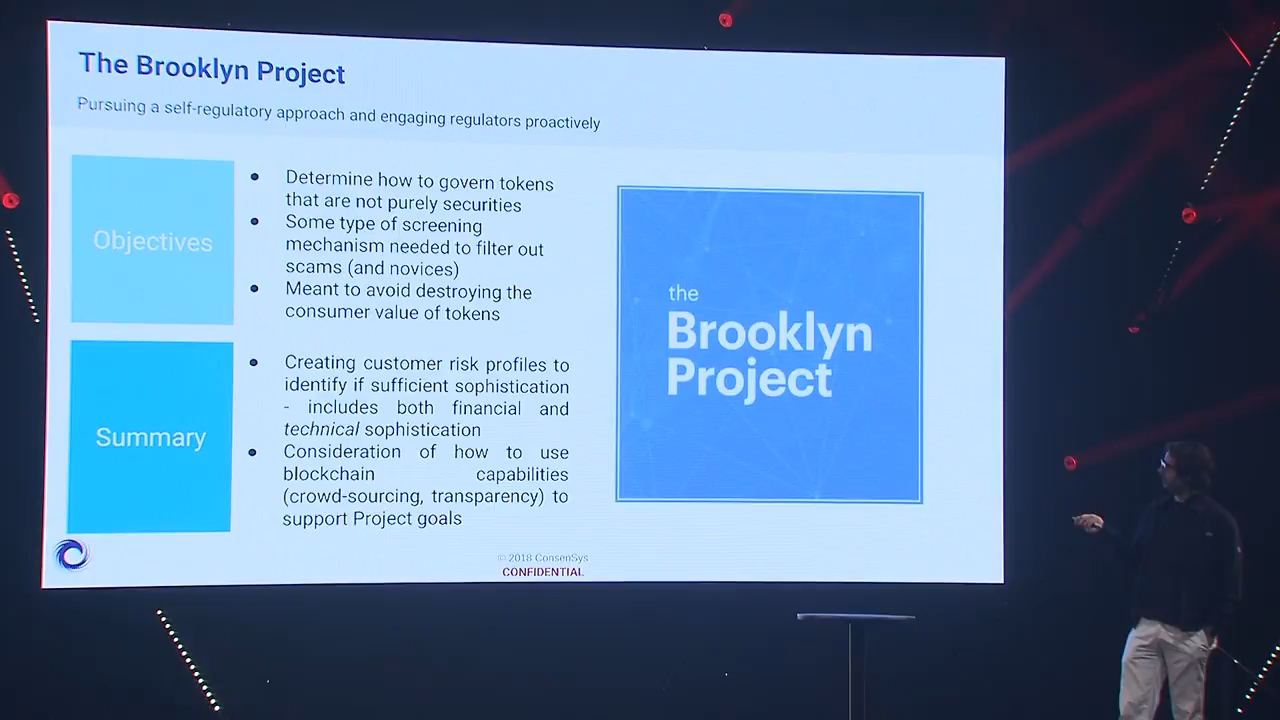 The Brooklyn Project
Pursuing a self-regulatory approach and engaging regulators proactively
Objectives
● Determine how to govern tokens
that are not purely securities
● Some type of screening
mechanism needed to filter out
scams (and novices)
● Meant to avoid destroying the
consumer value of tokens
Summary
● Creating customer risk profiles to
identify if sufficient sophistication
- includes both financial and
technical sophistication
● Consideration of how to use
blockchain capabilities
(crowd-sourcing, transparency) to
support Project goals
the
Brooklyn
Project
© 2018 ConsenSys
CONFIDENTIAL